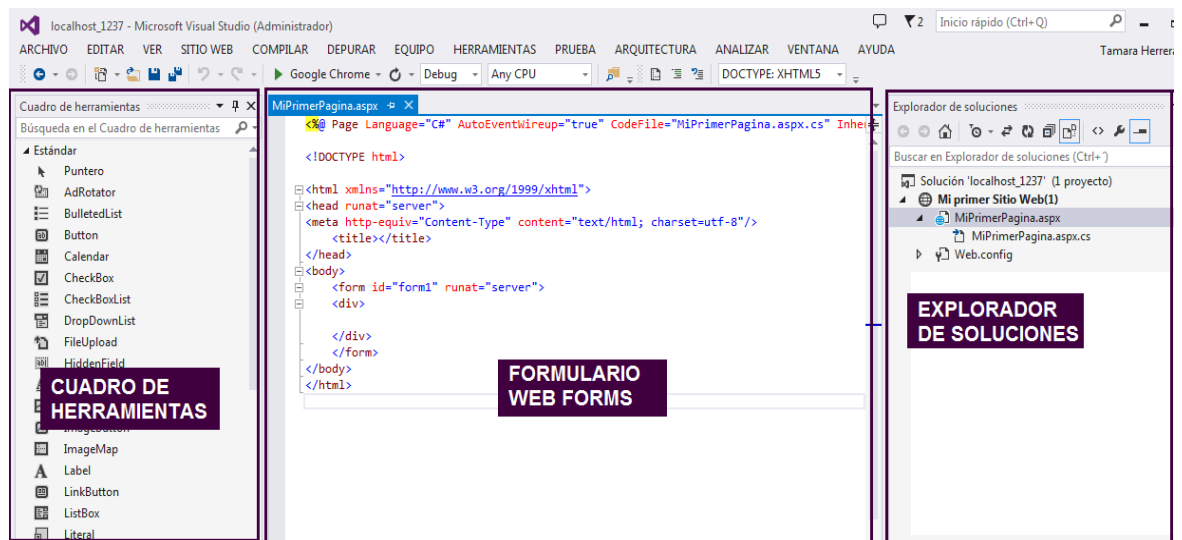 localhost_1237 - Microsoft Visual Studio (Administrador)
2
Inicio rápido (Ctrl+Q)
ARCHIVO EDITAR VER SITIO WEB COMPILAR DEPURAR EQUIPO HERRAMIENTAS PRUEBA ARQUITECTURA ANALIZAR VENTANA AYUDA
Tamara Herrera
Google Chrome Debug Any CPU DOCTYPE: XHTML5
Cuadro de herramientas
Búsqueda en el Cuadro de herramientas
Estándar
Puntero
AdRotator
BulletedList
Button
Calendar
CheckBox
CheckBoxList
DropDownList
FileUpload
HiddenField
CUADRO DE
HERRAMIENTAS
ImageButton
ImageMap
Label
LinkButton
ListBox
Literal
MiPrimerPagina.aspx
<%@ Page Language="C#" AutoEventWireup="true" CodeFile="MiPrimerPagina.aspx.cs" Inhe
<!DOCTYPE html>
<html xmlns="http://www.w3.org/1999/xhtml">
<head runat="server">
<meta http-equiv="Content-Type" content="text/html; charset=utf-8"/>
<title></title>
</head>
<body>
<form id="form1" runat="server">
<div>
</div>
</form>
</body>
</html>
FORMULARIO
WEB FORMS
Explorador de soluciones
Buscar en Explorador de soluciones (Ctrl+´)
Solución 'localhost_1237' (1 proyecto)
Mi primer Sitio Web(1)
MiPrimerPagina.aspx
MiPrimerPagina.aspx.cs
Web.config
EXPLORADOR
DE SOLUCIONES